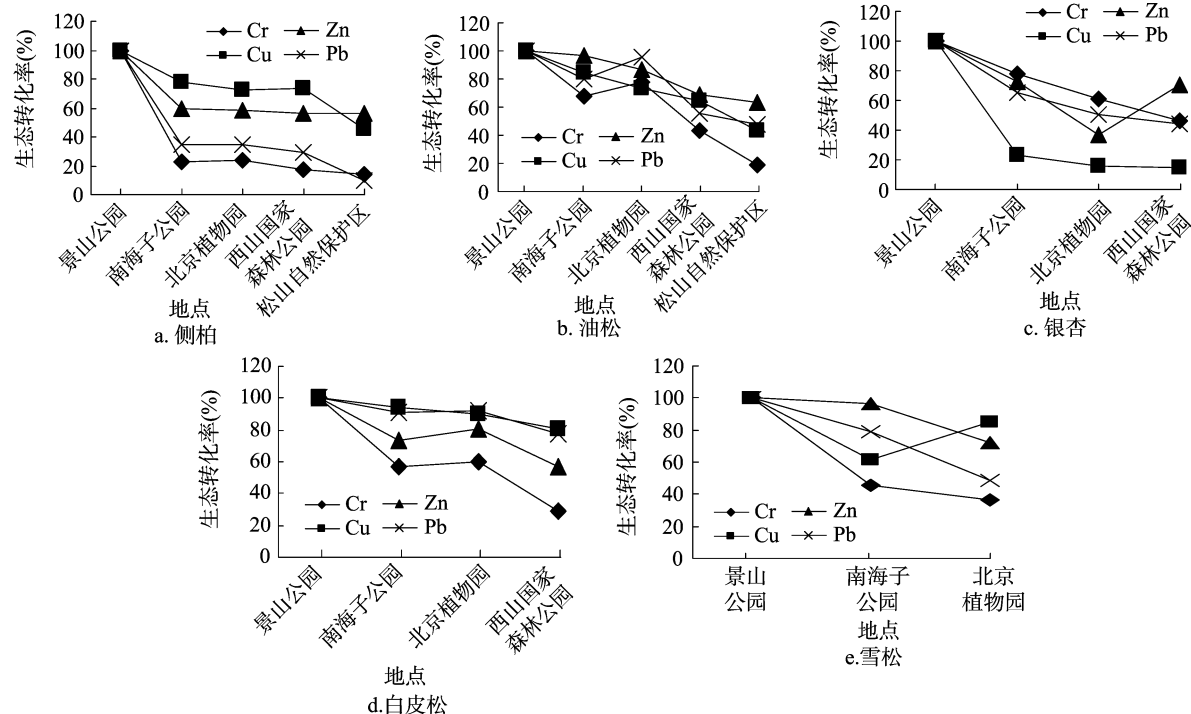 生态转化率(%)
120
100
80
60
40
20
0
Cr
Zn
Cu
Pb
景山公园
南海子公园
北京植物园
西山国家
森林公园
松山自然保护区
地点
a. 侧柏
生态转化率(%)
120
100
80
60
40
20
0
Cr
Zn
Cu
Pb
景山公园
南海子公园
北京植物园
西山国家
森林公园
松山自然保护区
地点
b. 油松
生态转化率(%)
120
100
80
60
40
20
0
Cr
Zn
Cu
Pb
景山公园
南海子公园
北京植物园
西山国家
森林公园
地点
c. 银杏
生态转化率(%)
120
100
80
60
40
20
0
Cr
Zn
Cu
Pb
景山公园
南海子公园
北京植物园
西山国家
森林公园
地点
d.白皮松
生态转化率(%)
120
100
80
60
40
20
0
Cr
Zn
Cu
Pb
景山
公园
南海子
公园
北京
植物园
地点
e.雪松